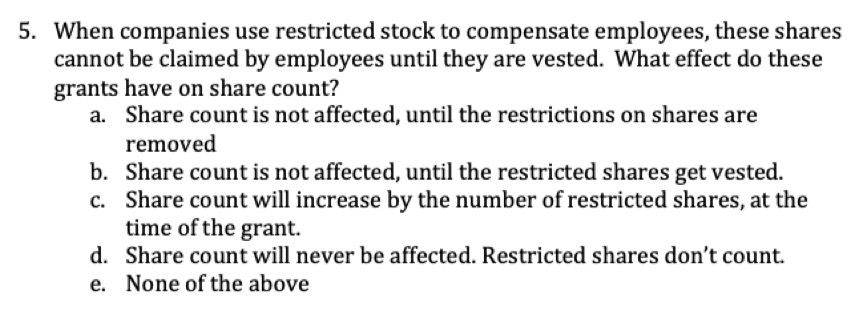 5. When companies use restricted stock to compensate employees, these shares
cannot be claimed by employees until they are vested. What effect do these
grants have on share count?
a. Share count is not affected, until the restrictions on shares are
removed
b. Share count is not affected, until the restricted shares get vested.
c. Share count will increase by the number of restricted shares, at the
time of the grant.
d. Share count will never be affected. Restricted shares don't count.
e. None of the above